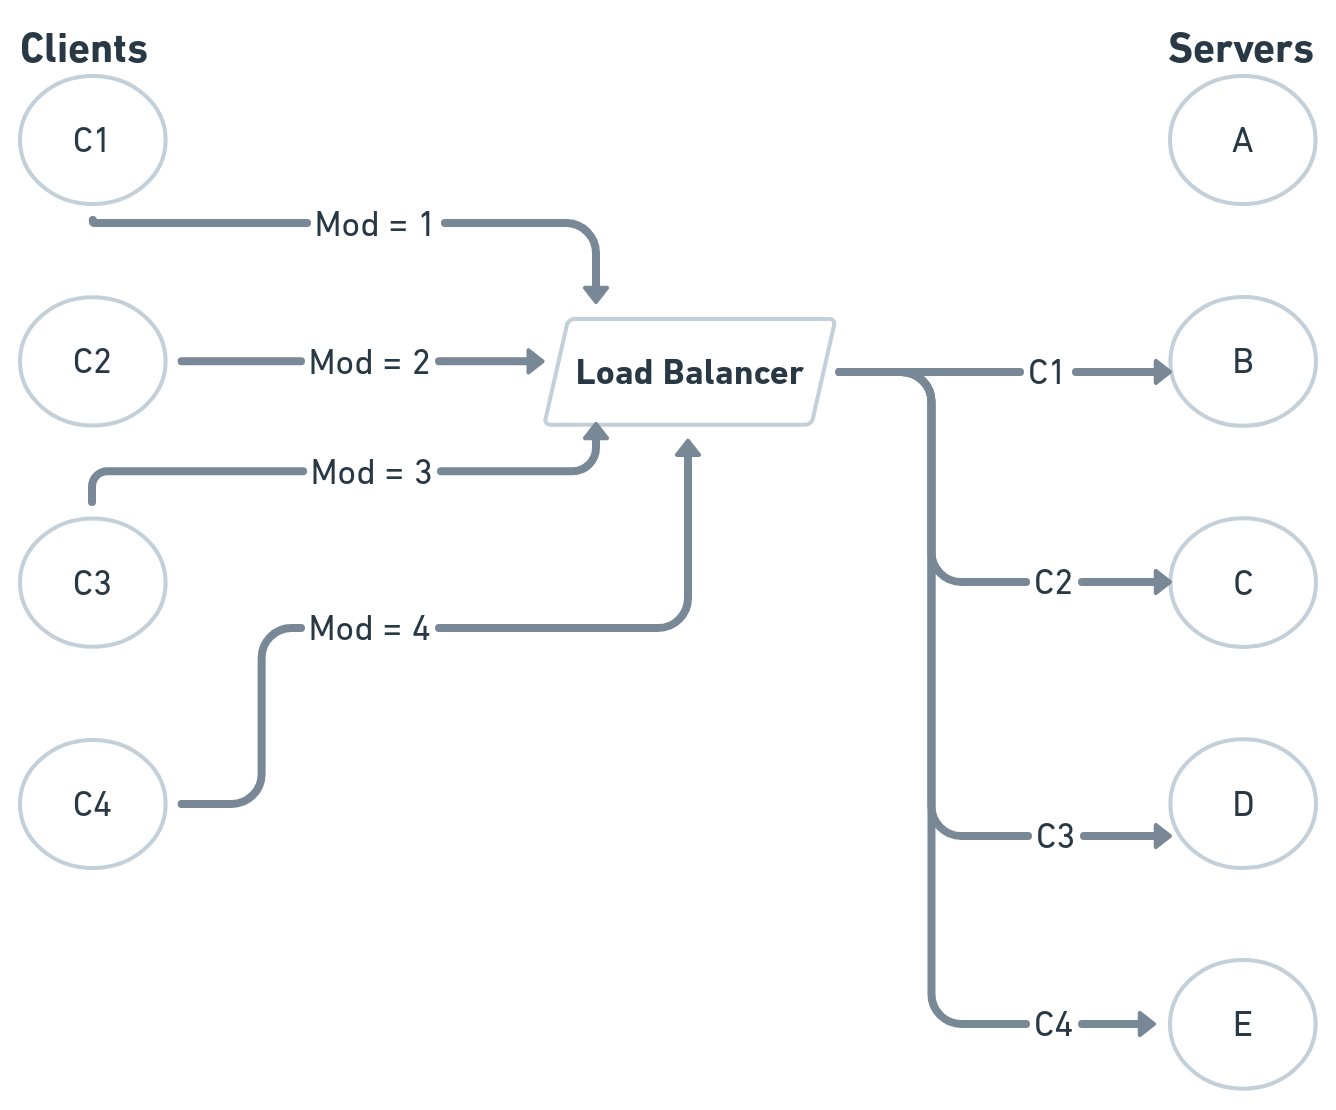 Clients
Servers
C1
A
Mod = 1
C2
Mod = 2
Load Balancer
C1
B
Mod = 3
C3
C2
C
Mod = 4
C4
C3
D
C4
E